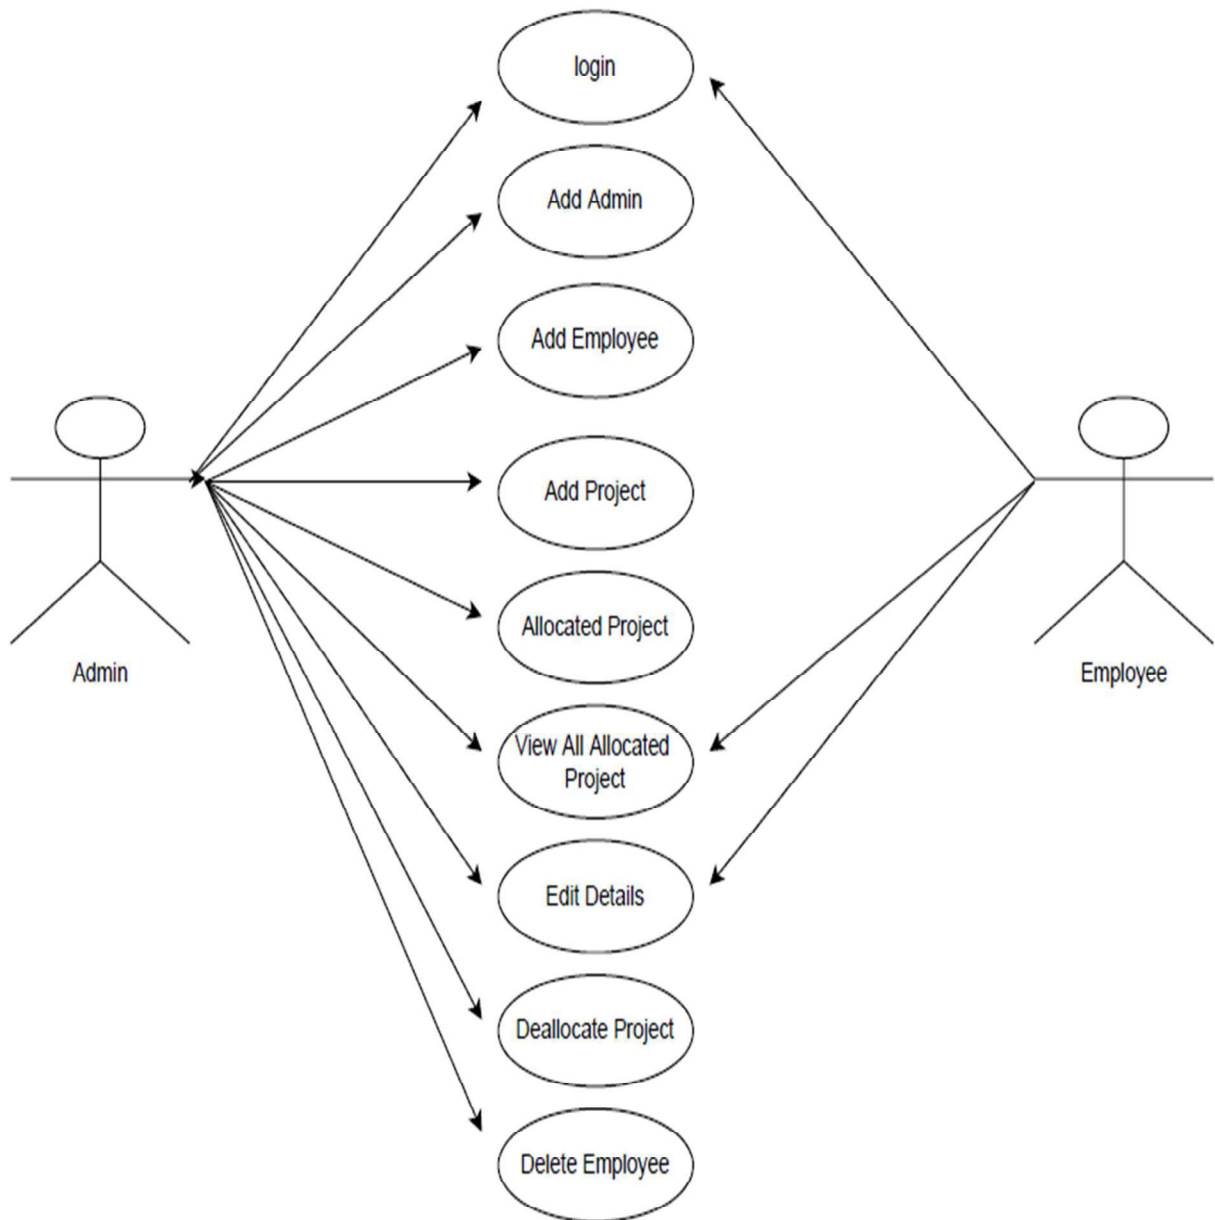 login
Add Admin
Add Employee
Add Project
Allocated Project
Admin
Employee
View All Allocated
Project
Edit Details
Deallocate Project
Delete Employee